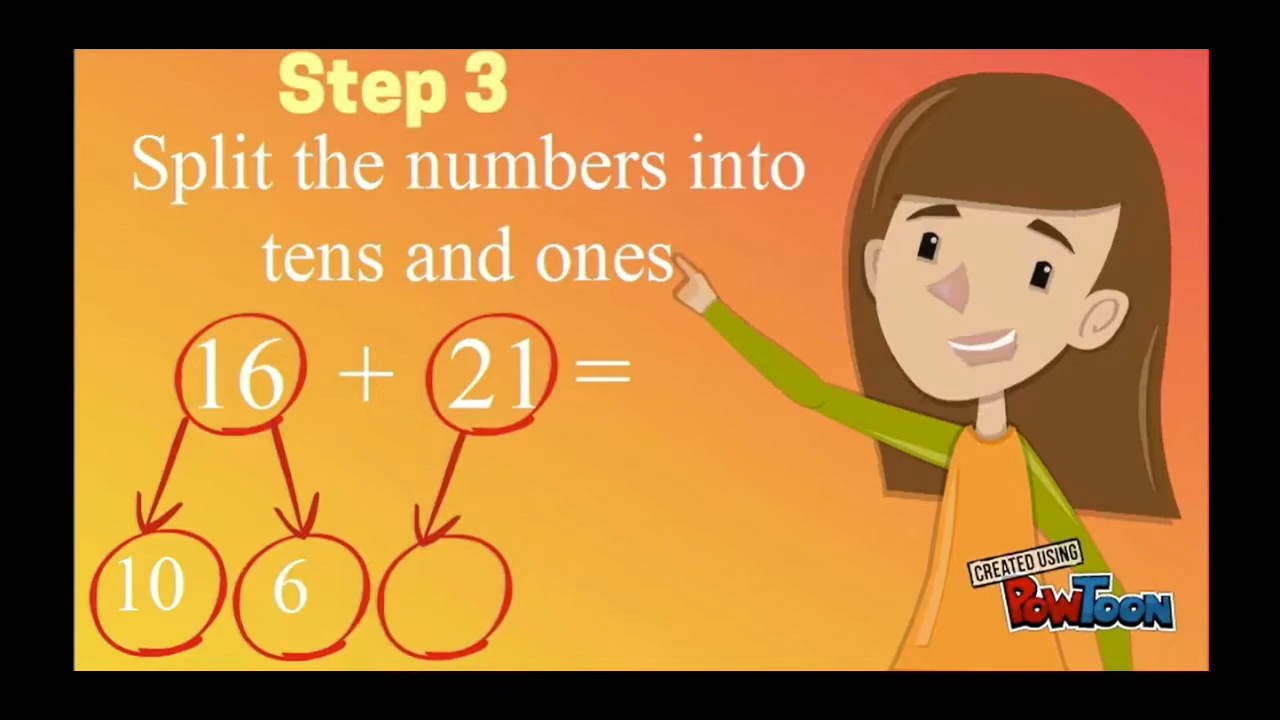 Step 3
Split the numbers into
tens and ones
16 + 21 =
10 6
CREATED USING
POWTOON